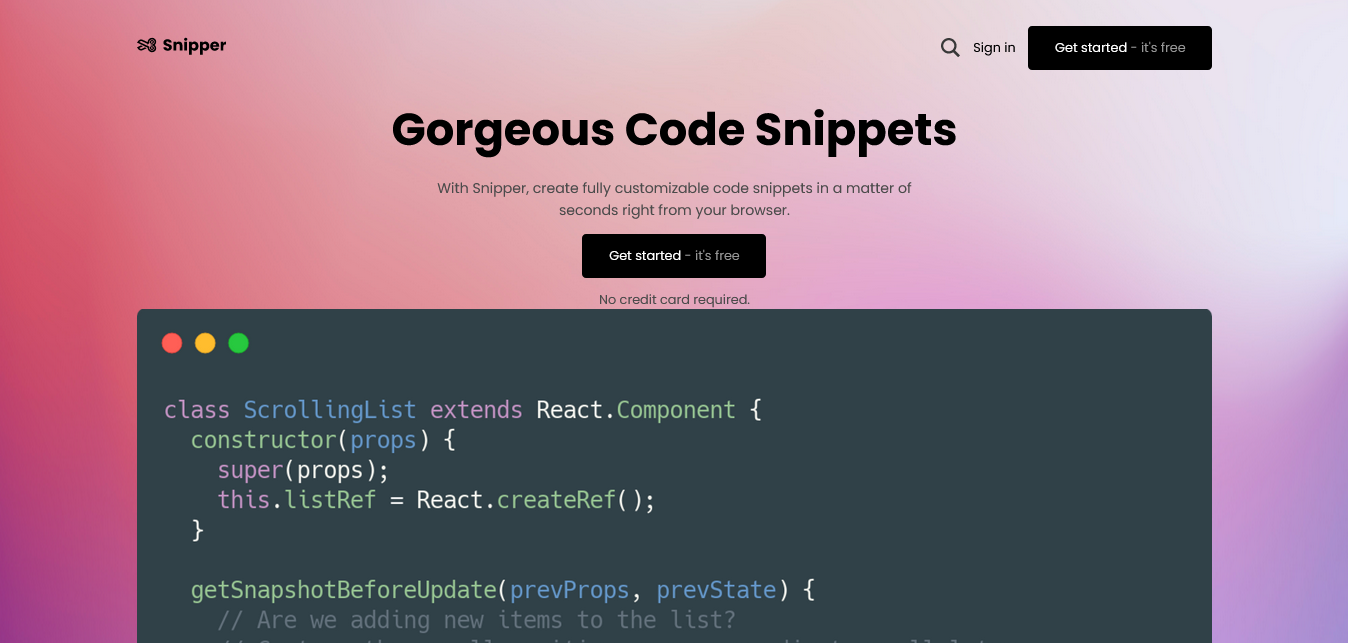 Snipper
Sign in
Get started - it's free
Gorgeous Code Snippets
With Snipper, create fully customizable code snippets in a matter of
seconds right from your browser.
Get started - it's free
No credit card required.
class ScrollingList extends React.Component {
constructor(props) {
super(props);
this.listRef = React.createRef();
}
getSnapshotBeforeUpdate(prevProps, prevState) {
// Are we adding new items to the list?